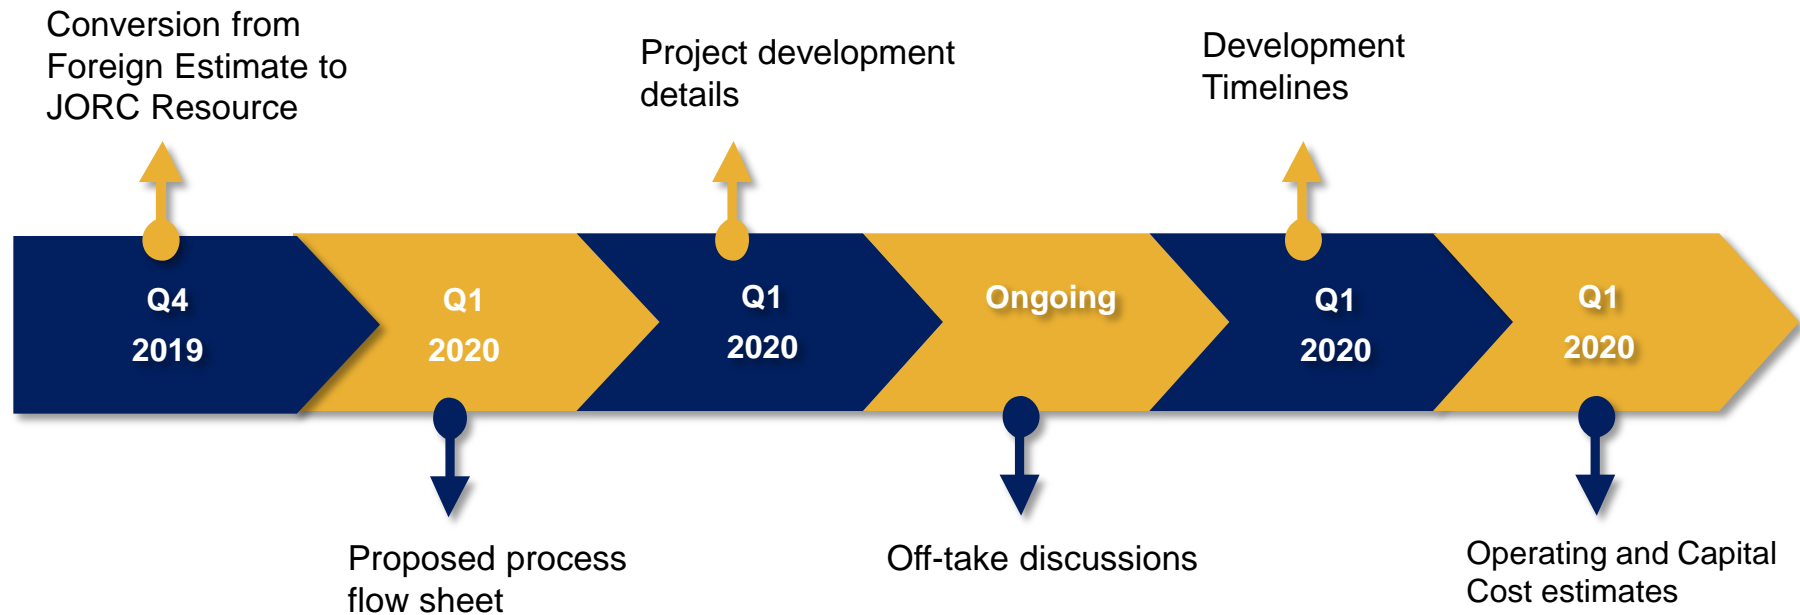 Conversion from
Foreign Estimate to
JORC Resource
Project development
details
Development
Timelines
Q4
2019
Q1
2020
Q1
2020
Ongoing
Q1
2020
Q1
2020
Proposed process
flow sheet
Off-take discussions
Operating and Capital
Cost estimates